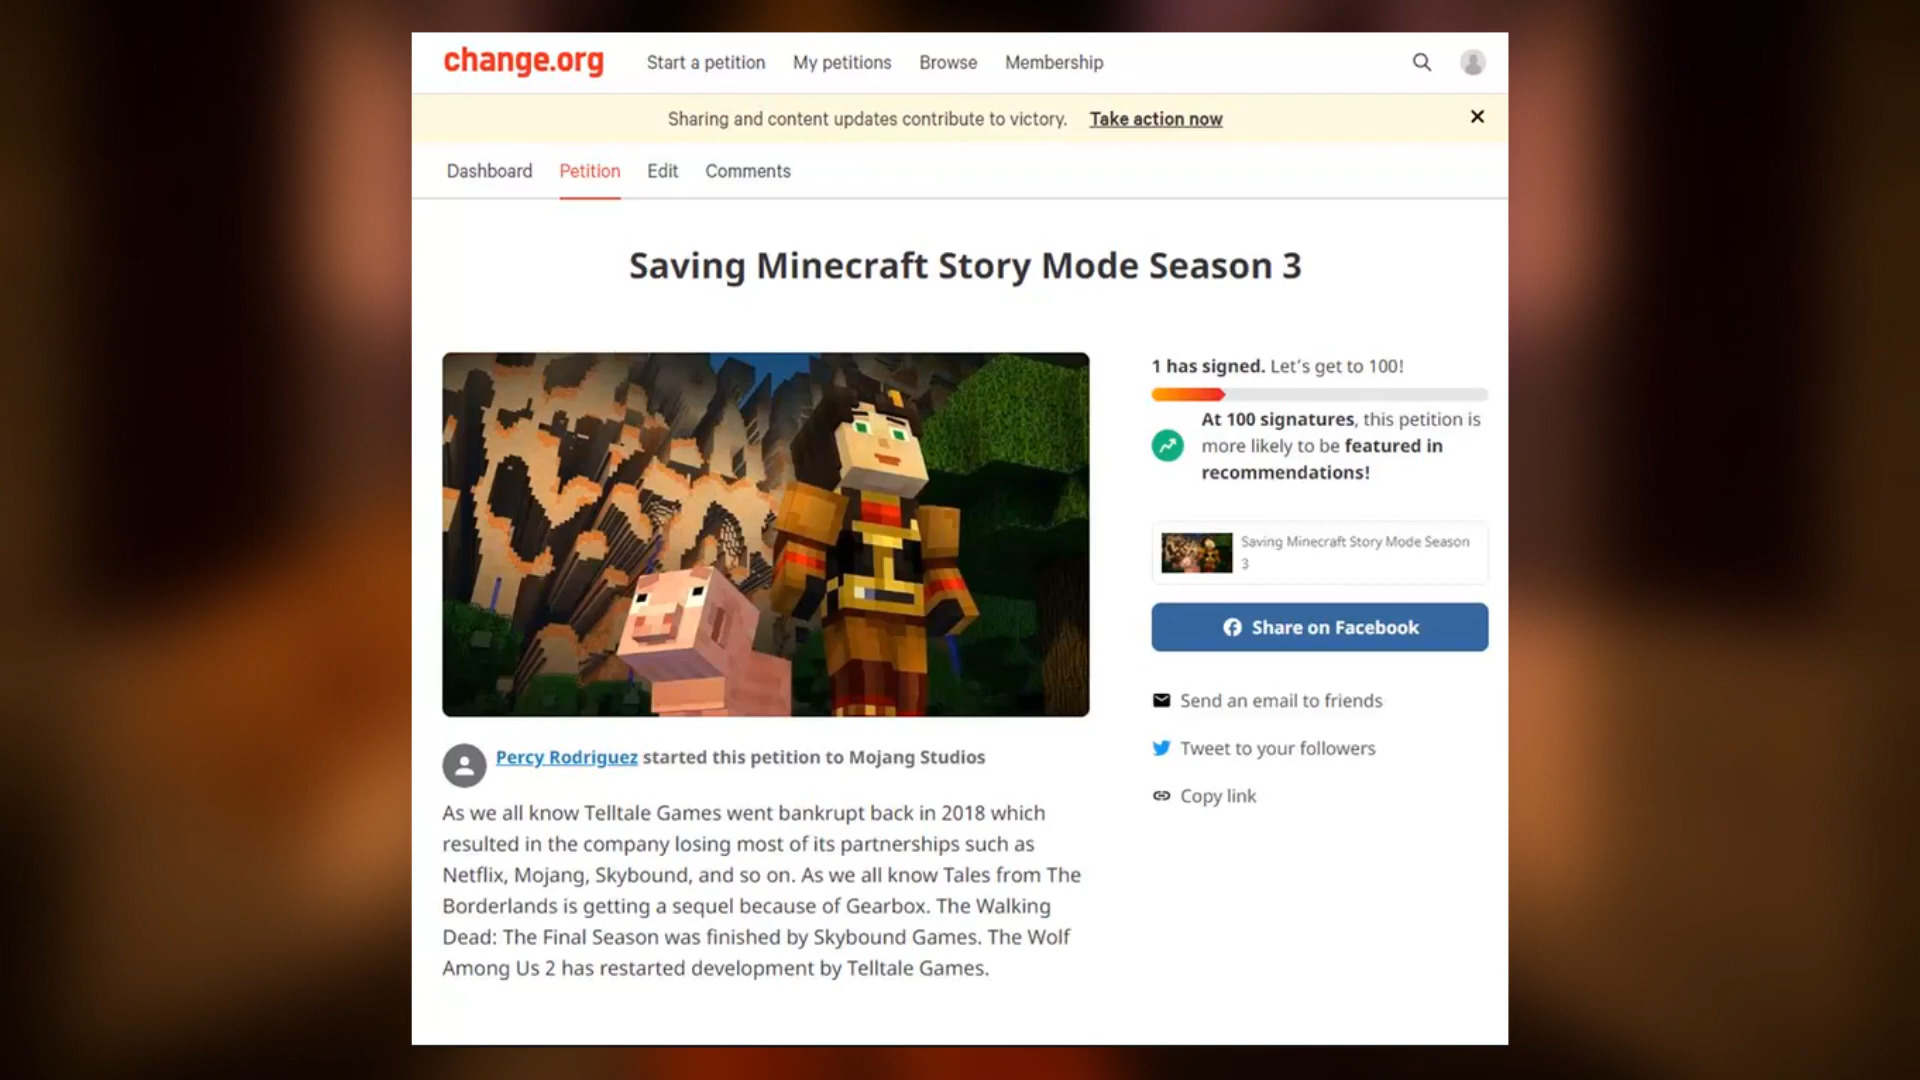 change.org
Start a petition
My petitions
Browse
Membership
Sharing and content updates contribute to victory. Take action now
Dashboard
Petition
Edit
Comments
Saving Minecraft Story Mode Season 3
1 has signed. Let's get to 100!
At 100 signatures, this petition is
more likely to be featured in
recommendations!
Saving Minecraft Story Mode Season
3
Share on Facebook
Send an email to friends
Tweet to your followers
Copy link
Percy Rodriguez started this petition to Mojang Studios
As we all know Telltale Games went bankrupt back in 2018 which
resulted in the company losing most of its partnerships such as
Netflix, Mojang, Skybound, and so on. As we all know Tales from The
Borderlands is getting a sequel because of Gearbox. The Walking
Dead: The Final Season was finished by Skybound Games. The Wolf
Among Us 2 has restarted development by Telltale Games.